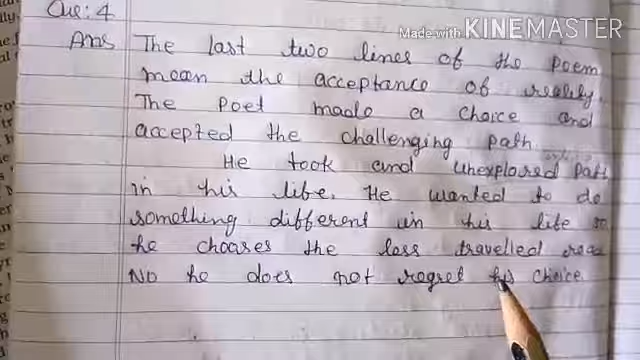 Made with KINEMASTER
Que: 4
Ans The last two lines of the poem
mean the acceptance of reality.
The Poet made a choice and
accepted the challenging path
He took and unexplored path
in his life. He wanted to do
something different in his life so
he chooses the less travelled road
No he does not regret his choice